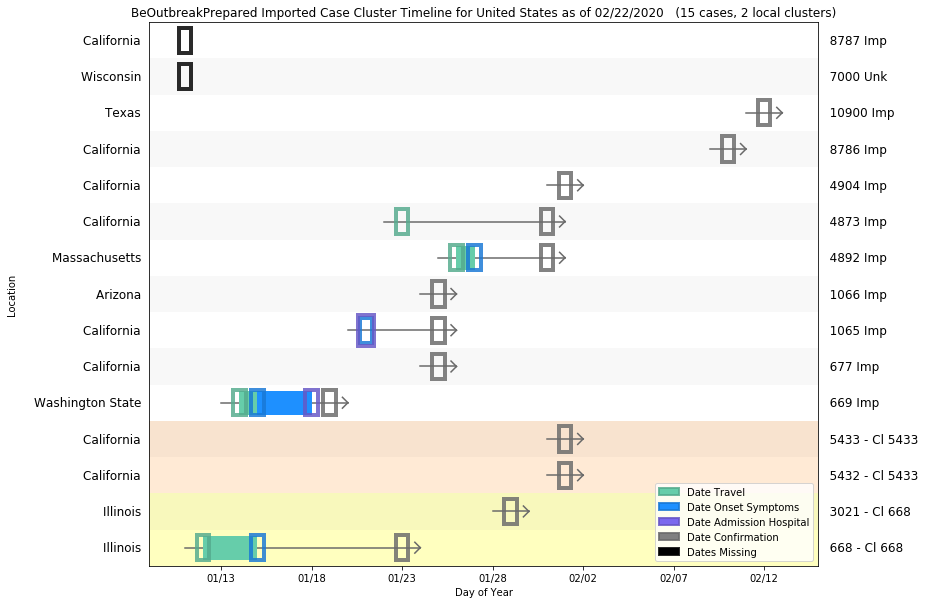 BeOutbreakPrepared Imported Case Cluster Timeline for United States as of 02/22/2020   (15 cases, 2 local clusters)
California 8787 Imp
Wisconsin 7000 Unk
Texas 10900 Imp
California 8786 Imp
California 4904 Imp
California 4873 Imp
Massachusetts 4892 Imp
Arizona 1066 Imp
California 1065 Imp
California 677 Imp
Washington State 669 Imp
California 5433 - Cl 5433
California 5432 - Cl 5433
Illinois 3021 - Cl 668
Illinois 668 - Cl 668
Location
Date Travel
Date Onset Symptoms
Date Admission Hospital
Date Confirmation
Dates Missing
01/13 01/18 01/23 01/28 02/02 02/07 02/12
Day of Year